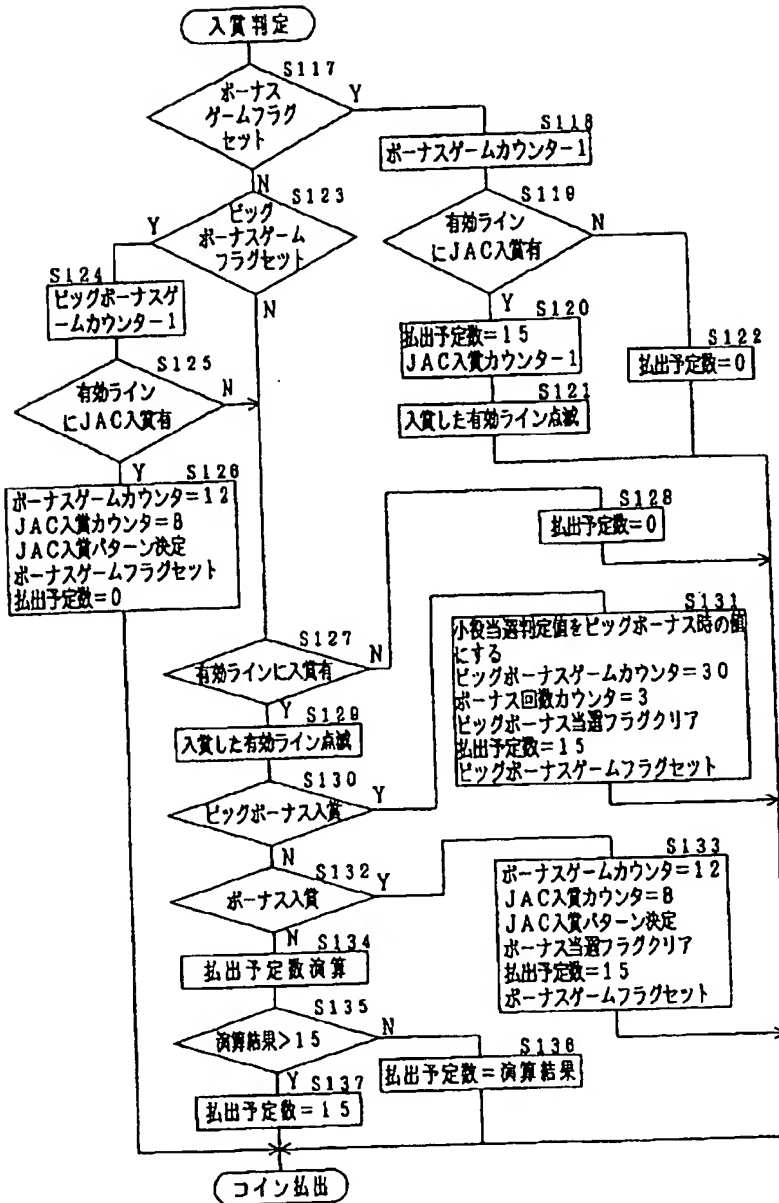 入賞判定
S117
ボーナス
ゲームフラグ
セット
Y
N
S118
ボーナスゲームカウンタ−1
S119
有効ライン
にJAC入賞有
N
Y
S120
払出予定数=15
JAC入賞カウンタ−1
S121
入賞した有効ライン点滅
S122
払出予定数=0
S123
ビッグ
ボーナスゲーム
フラグセット
Y
N
S124
ビッグボーナスゲ
ームカウンタ−1
S125
有効ライン
にJAC入賞有
N
Y
S126
ボーナスゲームカウンタ=12
JAC入賞カウンタ=8
JAC入賞パターン決定
ボーナスゲームフラグセット
払出予定数=0
S127
有効ラインに入賞有
N
Y
S128
払出予定数=0
S129
入賞した有効ライン点滅
S130
ビッグボーナス入賞
Y
N
S131
小役当選判定値をビッグボーナス時の値
にする
ビッグボーナスゲームカウンタ=30
ボーナス回数カウンタ=3
ビッグボーナス当選フラグクリア
払出予定数=15
ビッグボーナスゲームフラグセット
S132
ボーナス入賞
Y
N
S133
ボーナスゲームカウンタ=12
JAC入賞カウンタ=8
JAC入賞パターン決定
ボーナス当選フラグクリア
払出予定数=15
ボーナスゲームフラグセット
S134
払出予定数演算
S135
演算結果>15
N
Y
S136
払出予定数=演算結果
S137
払出予定数=15
コイン払出